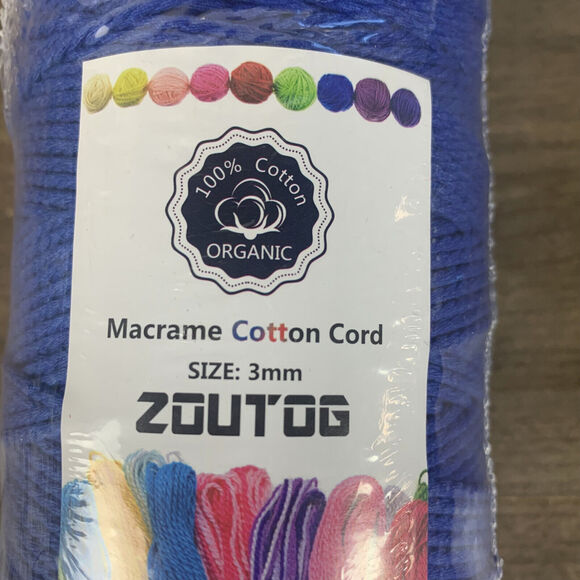 100% Cotton
ORGANIC
Macrame Cotton Cord
SIZE: 3mm
ZOUTOG